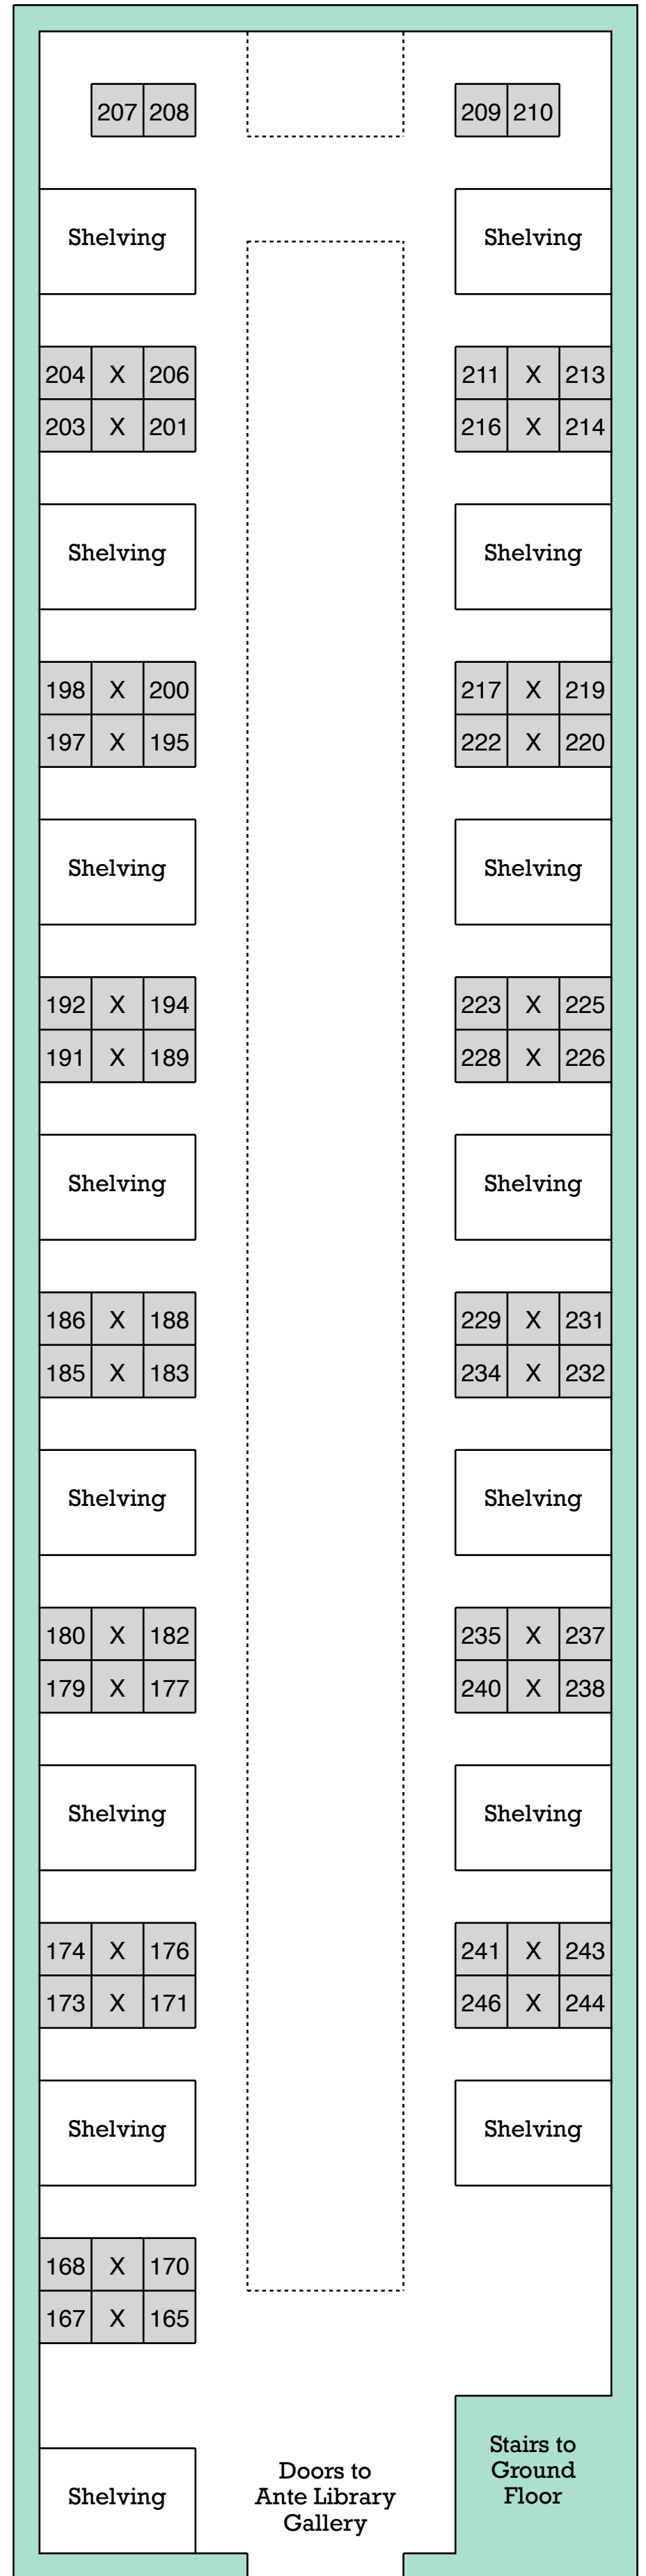 207 208 209 210
Shelving Shelving
204 X 206 211 X 213
203 X 201 216 X 214
Shelving Shelving
198 X 200 217 X 219
197 X 195 222 X 220
Shelving Shelving
192 X 194 223 X 225
191 X 189 228 X 226
Shelving Shelving
186 X 188 229 X 231
185 X 183 234 X 232
Shelving Shelving
180 X 182 235 X 237
179 X 177 240 X 238
Shelving Shelving
174 X 176 241 X 243
173 X 171 246 X 244
Shelving Shelving
168 X 170
167 X 165
Shelving
Doors to
Ante Library
Gallery
Stairs to
Ground
Floor